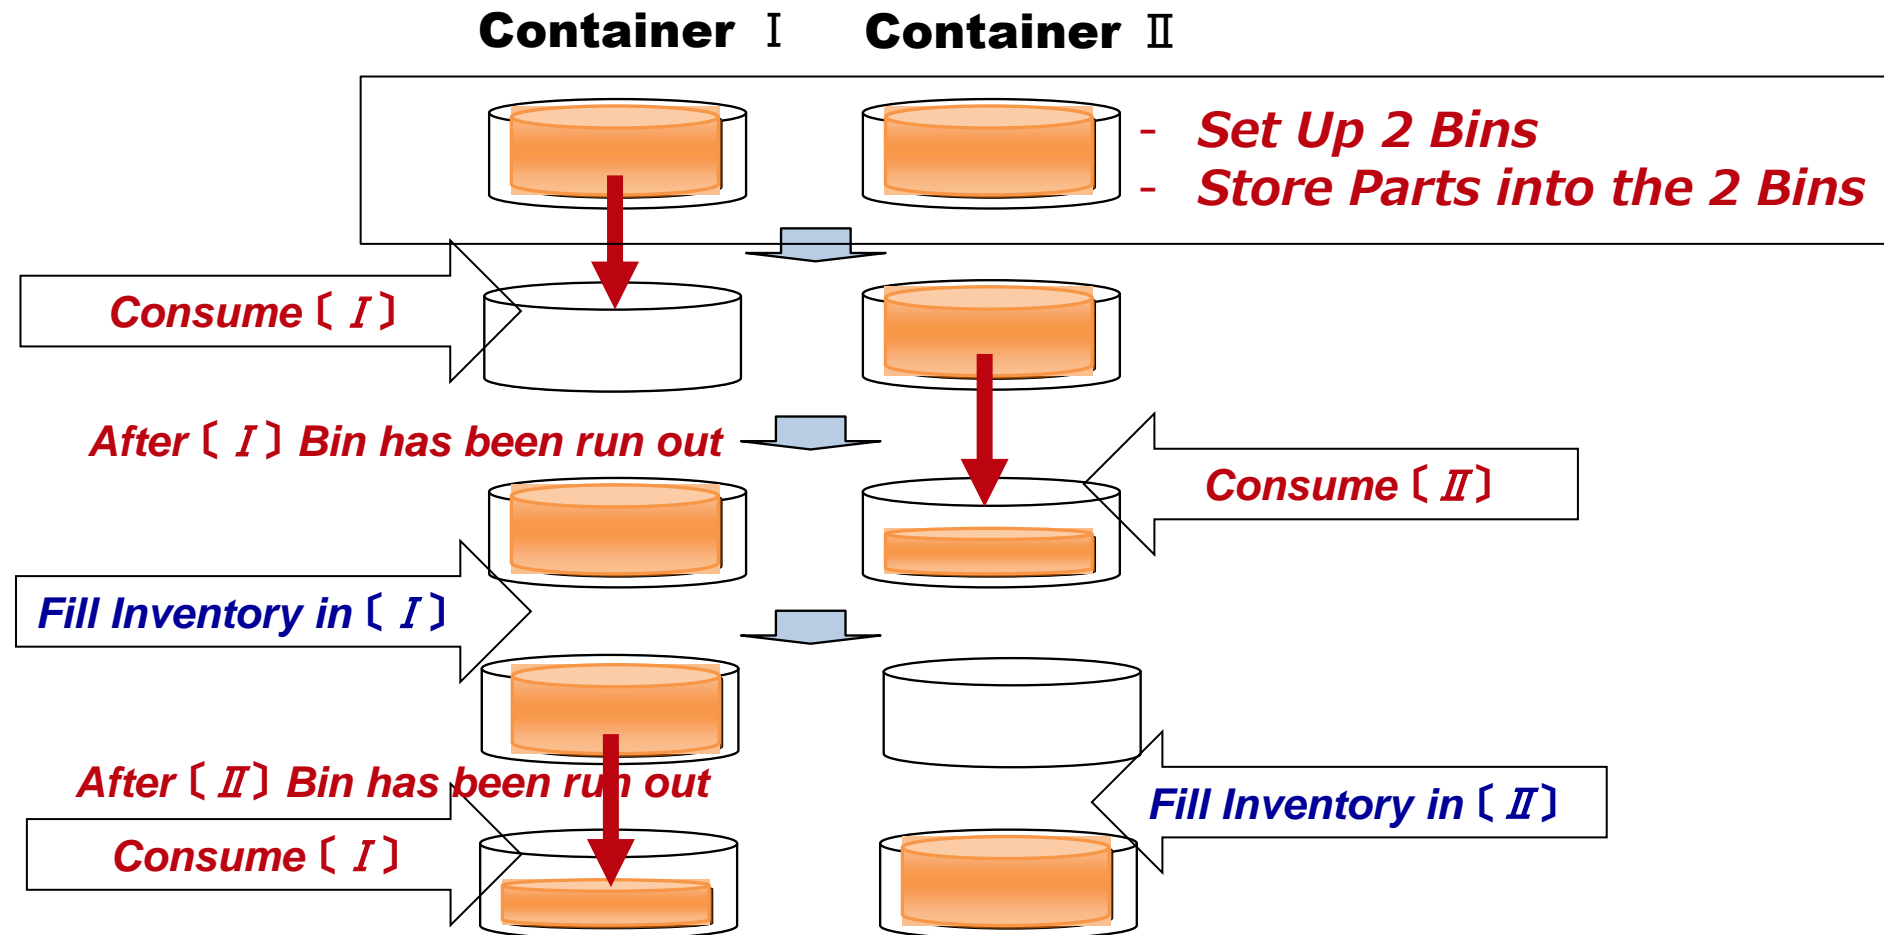 Container Ⅰ Container Ⅱ
- Set Up 2 Bins
- Store Parts into the 2 Bins
Consume〔Ⅰ〕
After〔Ⅰ〕Bin has been run out
Consume〔Ⅱ〕
Fill Inventory in〔Ⅰ〕
After〔Ⅱ〕Bin has been run out
Fill Inventory in〔Ⅱ〕
Consume〔Ⅰ〕